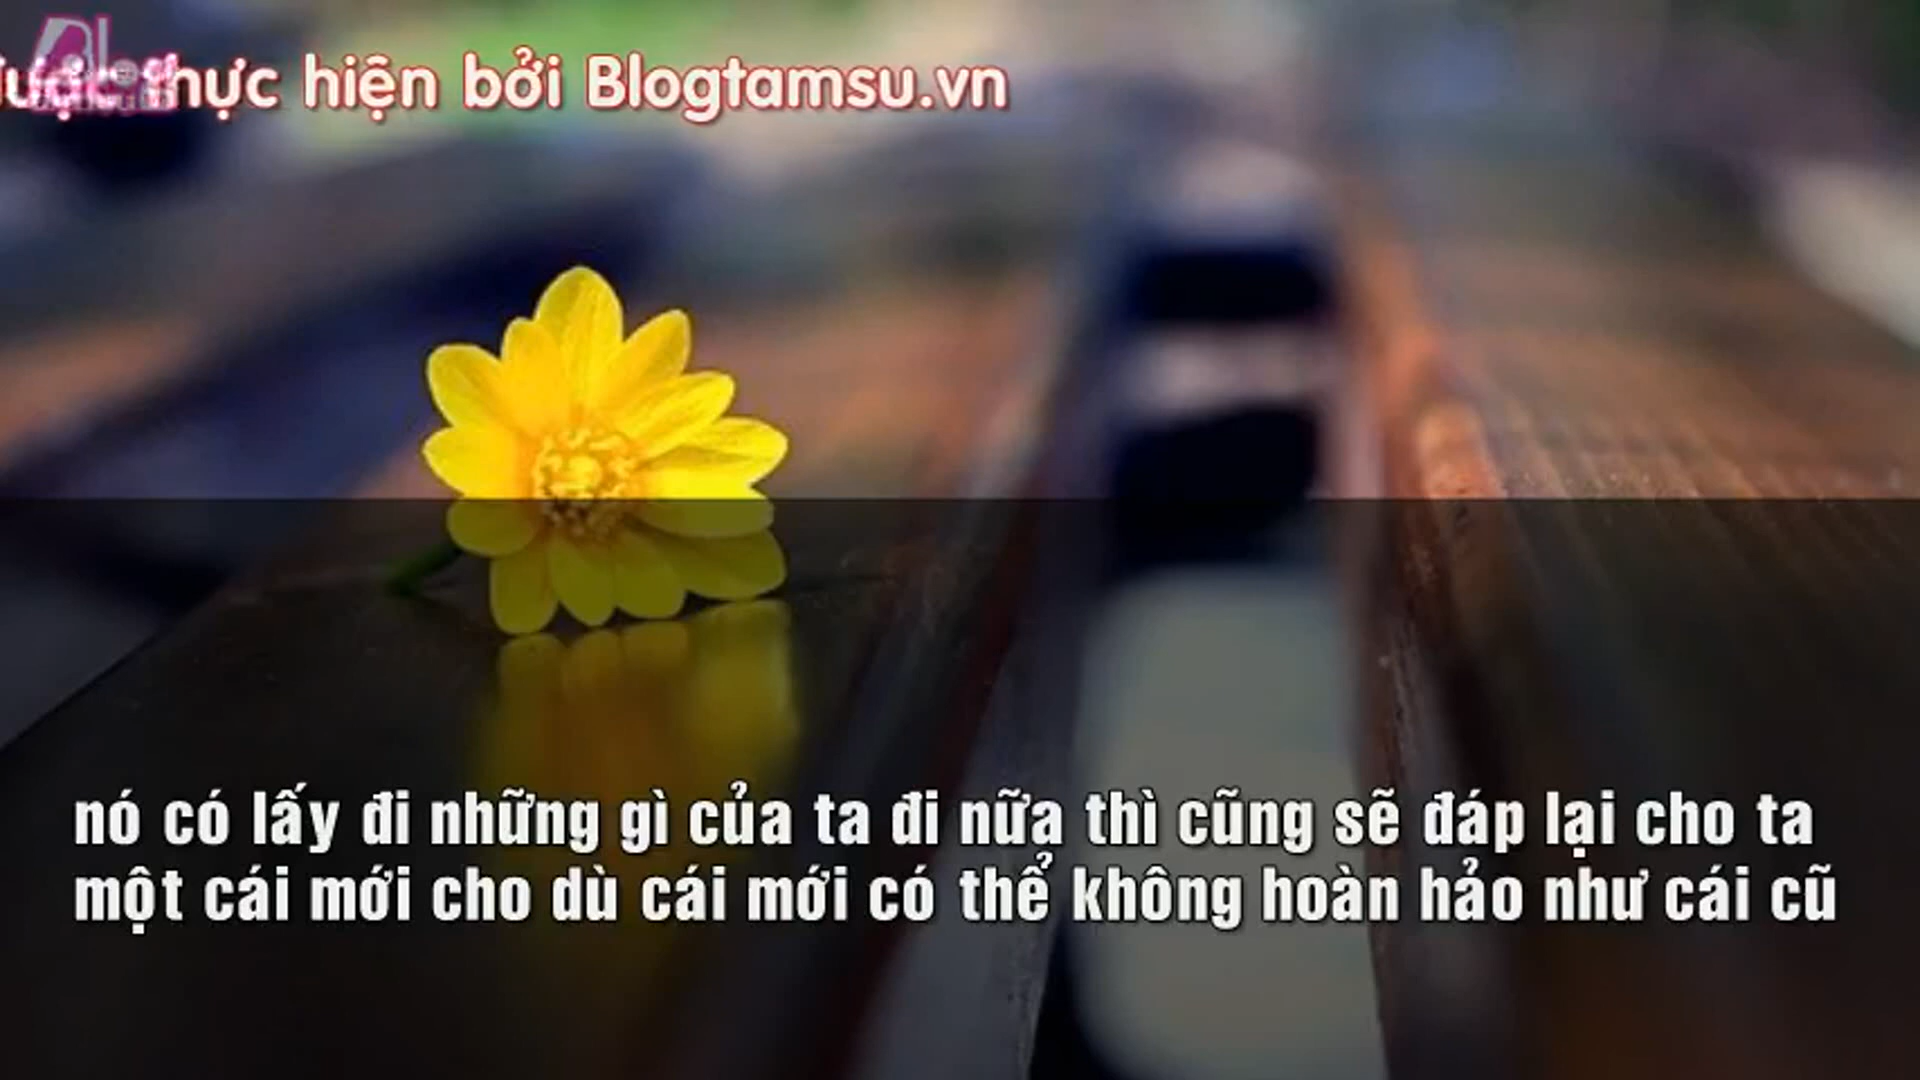 thực hiện bởi Blogtamsu.vn
nó có lấy đi những gì của ta đi nữa thì cũng sẽ đáp lại cho ta
một cái mới cho dù cái mới có thể không hoàn hảo như cái cũ